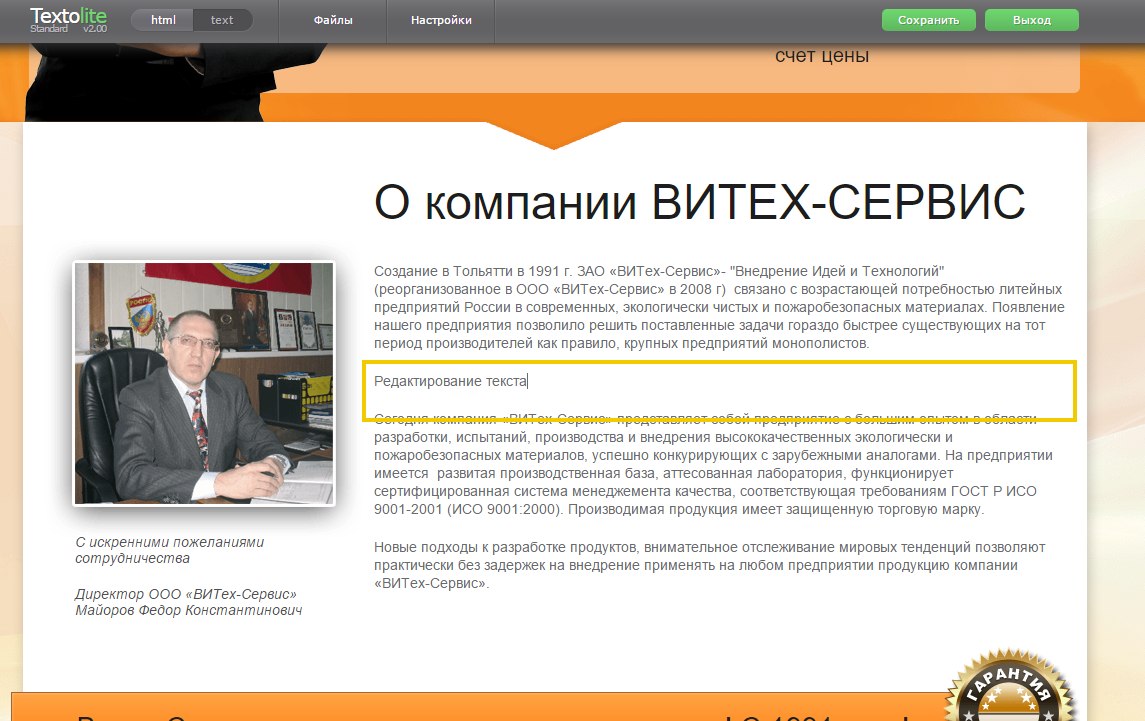 Textolite
Standard v2.00
html text
Файлы
Настройки
Сохранить
Выход
счет цены
О компании ВИТЕХ-СЕРВИС
Создание в Тольятти в 1991 г. ЗАО «ВИТех-Сервис»- "Внедрение Идей и Технологий"
(реорганизованное в ООО «ВИТех-Сервис» в 2008 г) связано с возрастающей потребностью литейных
предприятий России в современных, экологически чистых и пожаробезопасных материалах. Появление
нашего предприятия позволило решить поставленные задачи гораздо быстрее существующих на тот
период производителей как правило, крупных предприятий монополистов.
Редактирование текста
Сегодня компания «ВИТех-Сервис» представляет собой предприятие с большим опытом в области
разработки, испытаний, производства и внедрения высококачественных экологически и
пожаробезопасных материалов, успешно конкурирующих с зарубежными аналогами. На предприятии
имеется развитая производственная база, аттесованная лаборатория, функционирует
сертифицированная система менеджемента качества, соответствующая требованиям ГОСТ Р ИСО
9001-2001 (ИСО 9001:2000). Производимая продукция имеет защищенную торговую марку.
Новые подходы к разработке продуктов, внимательное отслеживание мировых тенденций позволяют
практически без задержек на внедрение применять на любом предприятии продукцию компании
«ВИТех-Сервис».
С искренними пожеланиями
сотрудничества
Директор ООО «ВИТех-Сервис»
Майоров Федор Константинович
ГАРАНТИЯ